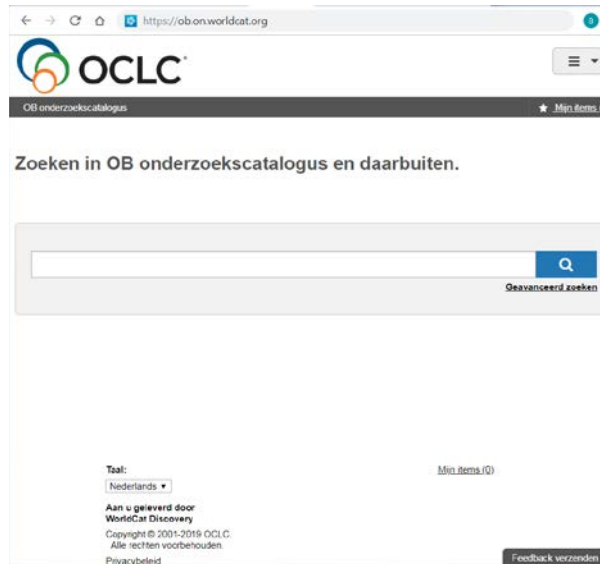 https://ob.on.worldcat.org
OCLC
OB onderzoekscatalogus
Mijn items
Zoeken in OB onderzoekscatalogus en daarbuiten.
Geavanceerd zoeken
Taal:
Mijn items (0)
Nederlands
Aan u geleverd door
WorldCat Discovery
Copyright © 2001-2019 OCLC.
Alle rechten voorbehouden
Privacybeleid
Feedback verzenden